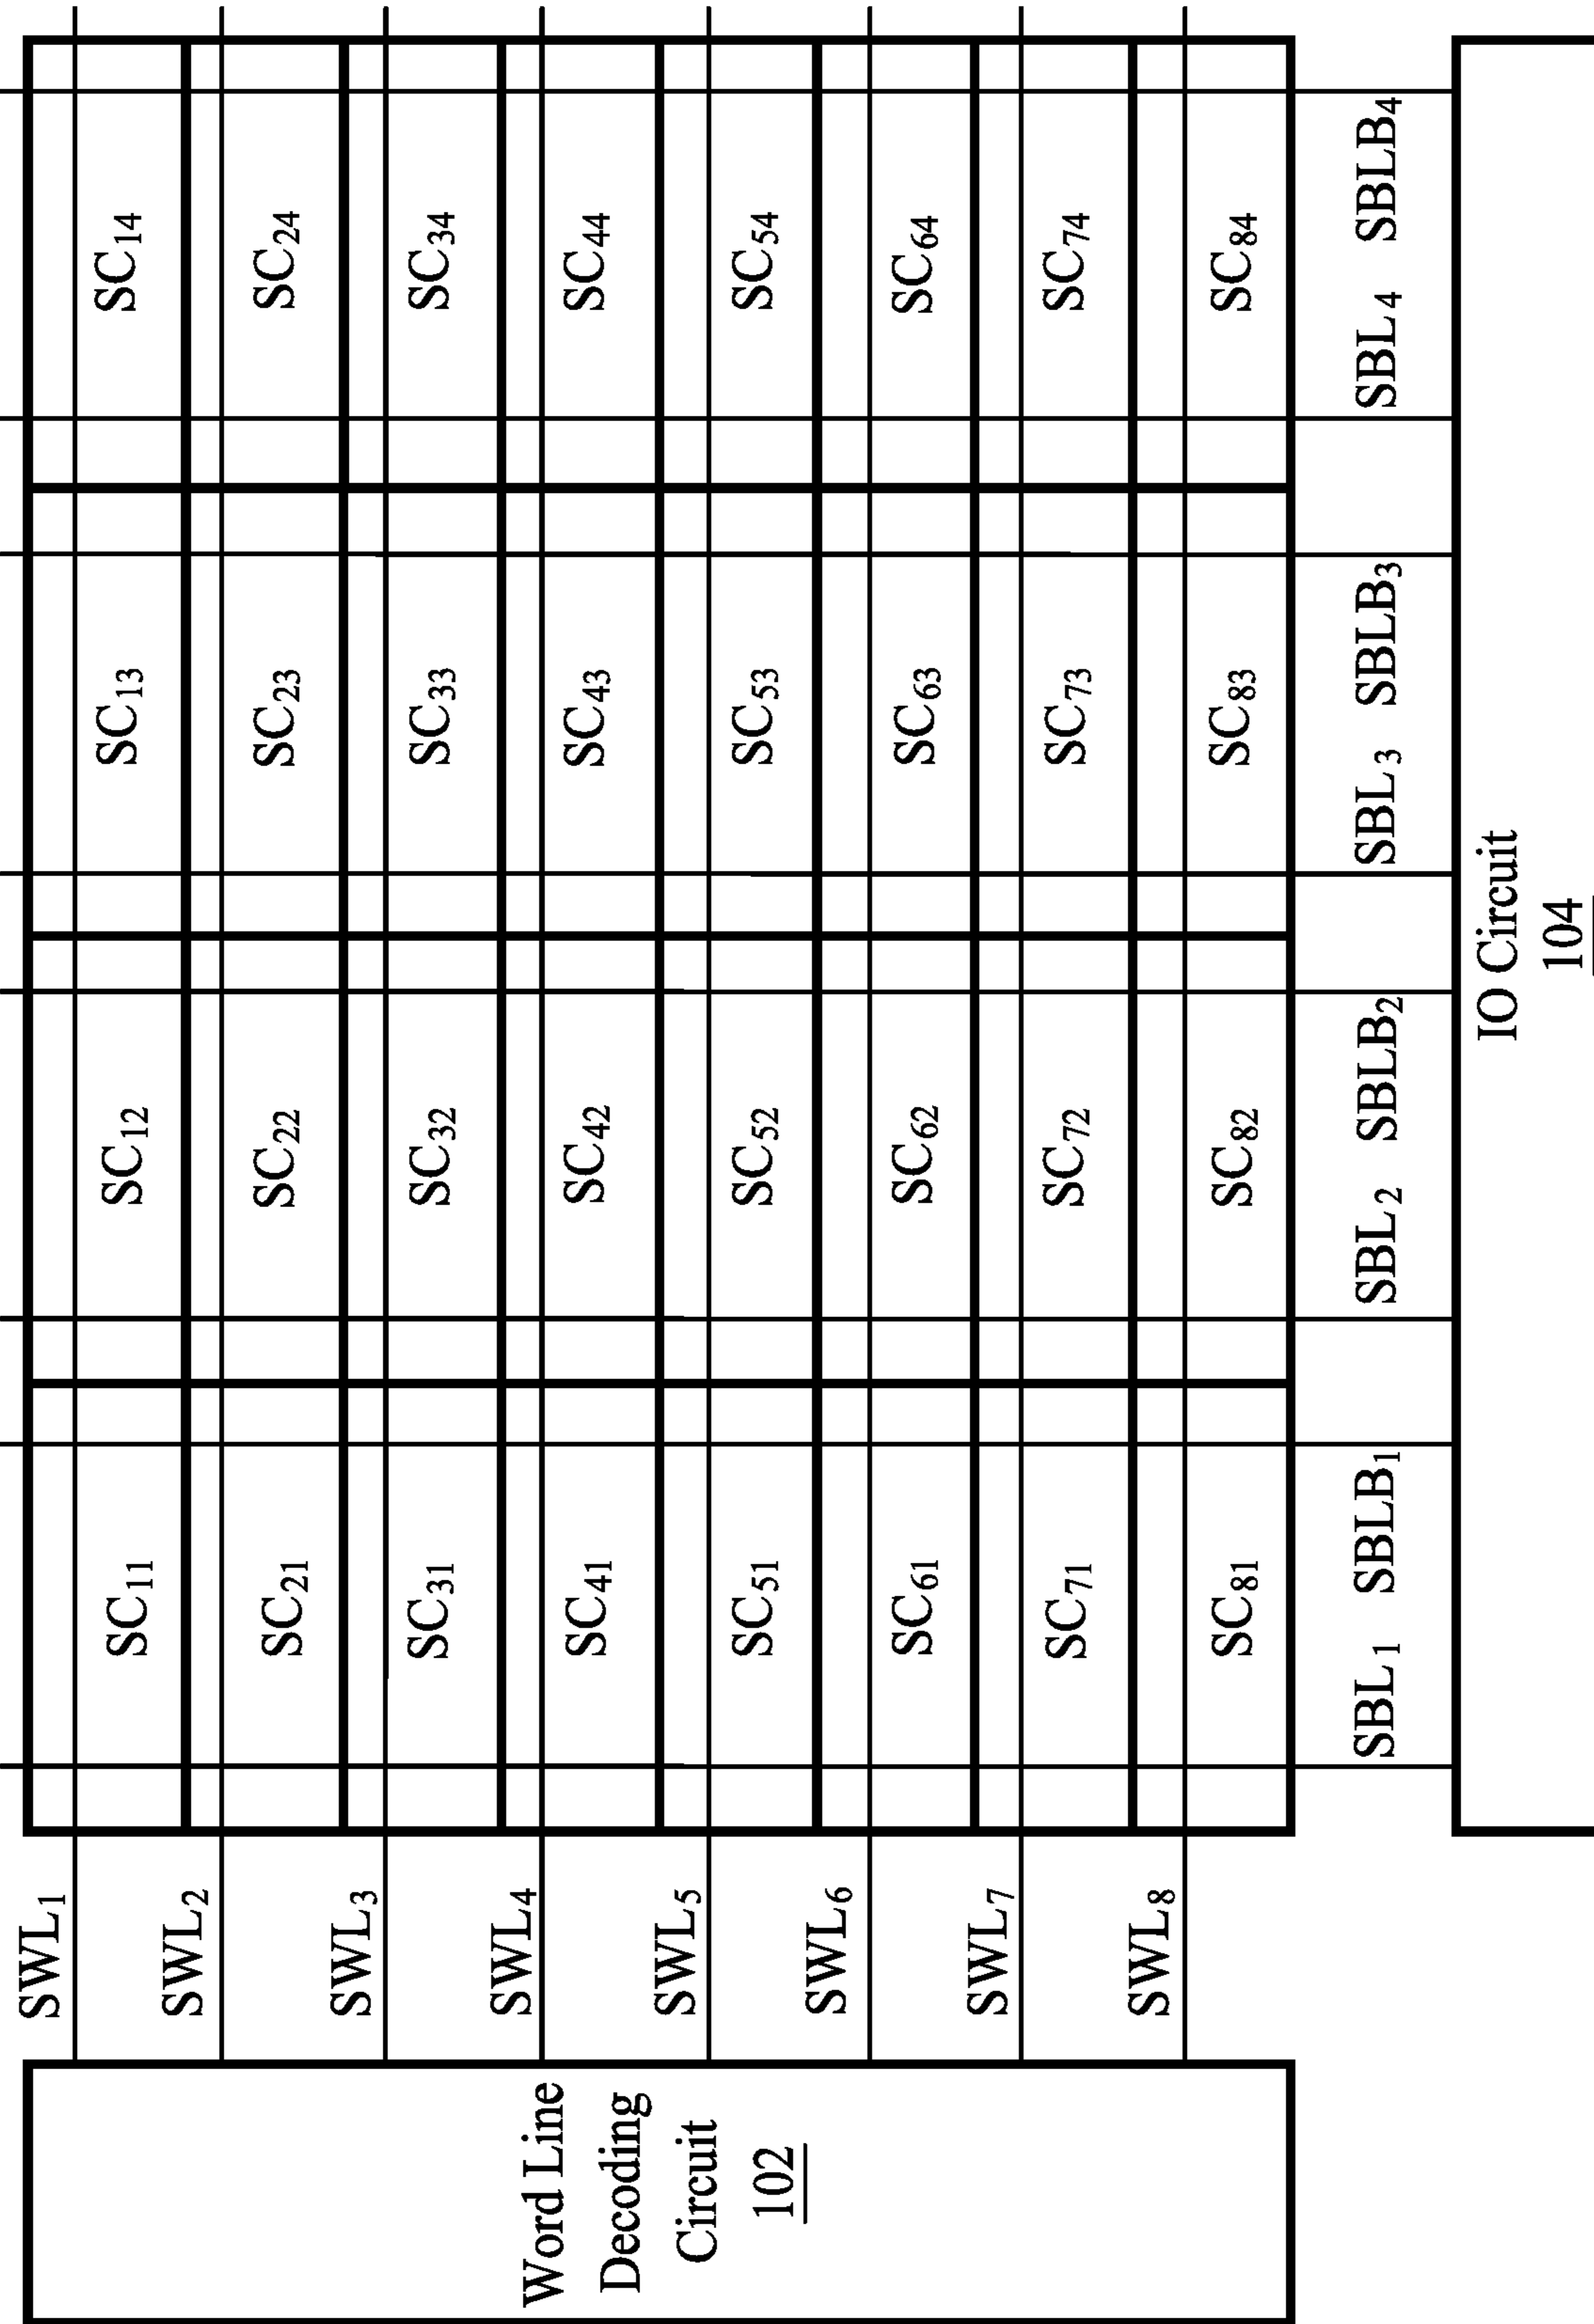 SWL₁ SC₁₁ SC₁₂ SC₁₃ SC₁₄
SWL₂ SC₂₁ SC₂₂ SC₂₃ SC₂₄
SWL₃ SC₃₁ SC₃₂ SC₃₃ SC₃₄
SWL₄ SC₄₁ SC₄₂ SC₄₃ SC₄₄
Word Line
Decoding
Circuit
102
SWL₅ SC₅₁ SC₅₂ SC₅₃ SC₅₄
SWL₆ SC₆₁ SC₆₂ SC₆₃ SC₆₄
SWL₇ SC₇₁ SC₇₂ SC₇₃ SC�7₄
SWL₈ SC₈₁ SC₈₂ SC₈₃ SC₈₄
SBL₁ SBLB₁ SBL₂ SBLB₂ SBL₃ SBLB₃ SBL₄ SBLB₄
IO Circuit
104